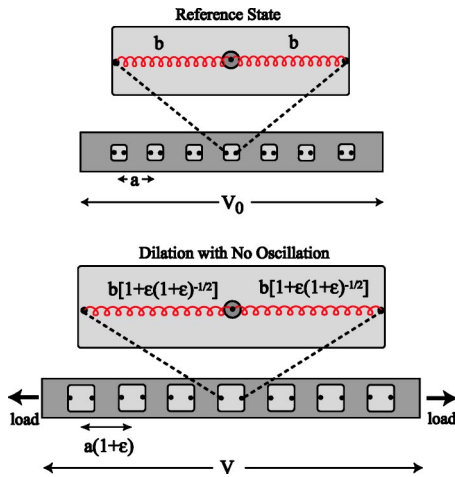 Reference State
b b
a
V₀
Dilation with No Oscillation
b[1+ε(1+ε)⁻¹/²] b[1+ε(1+ε)⁻¹/²]
load load
a(1+ε)
V